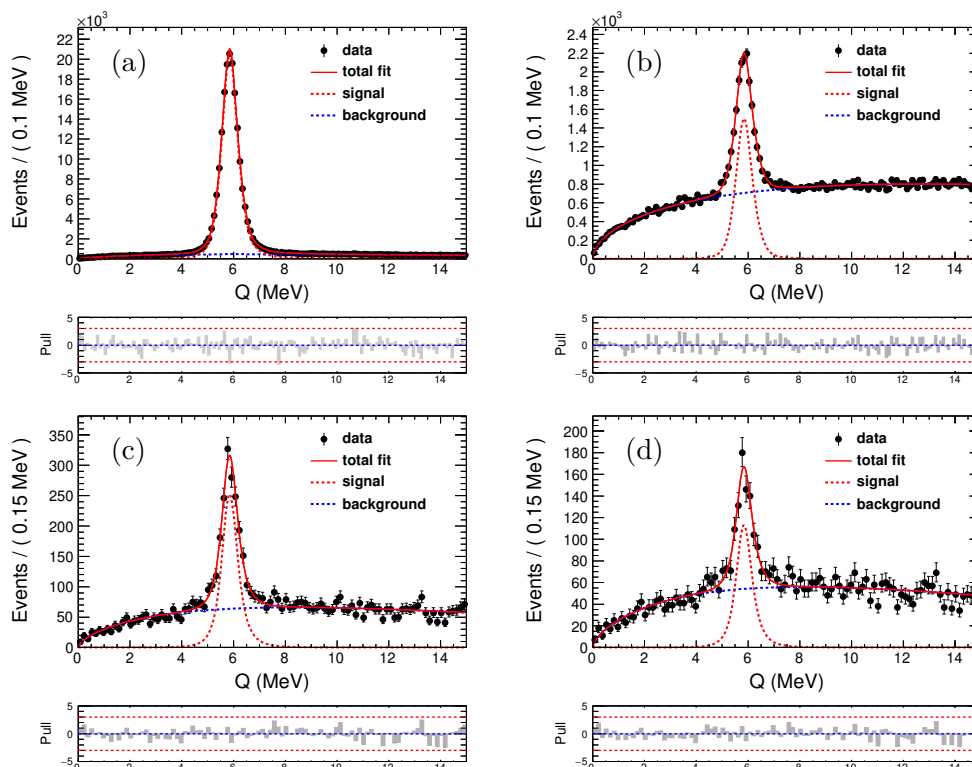 ×10³
(a)
data
total fit
signal
background
Events / ( 0.1 MeV )
22
20
18
16
14
12
10
8
6
4
2
0
0 2 4 6 8 10 12 14
Q (MeV)
Pull
5
0
−5
0 2 4 6 8 10 12 14
×10³
(b)
data
total fit
signal
background
Events / ( 0.1 MeV )
2.4
2.2
2
1.8
1.6
1.4
1.2
1
0.8
0.6
0.4
0.2
0
0 2 4 6 8 10 12 14
Q (MeV)
Pull
5
0
−5
0 2 4 6 8 10 12 14
(c)
data
total fit
signal
background
Events / ( 0.15 MeV )
350
300
250
200
150
100
50
0
0 2 4 6 8 10 12 14
Q (MeV)
Pull
5
0
−5
(d)
data
total fit
signal
background
Events / ( 0.15 MeV )
200
180
160
140
120
100
80
60
40
20
0
0 2 4 6 8 10 12 14
Q (MeV)
Pull
5
0
−5